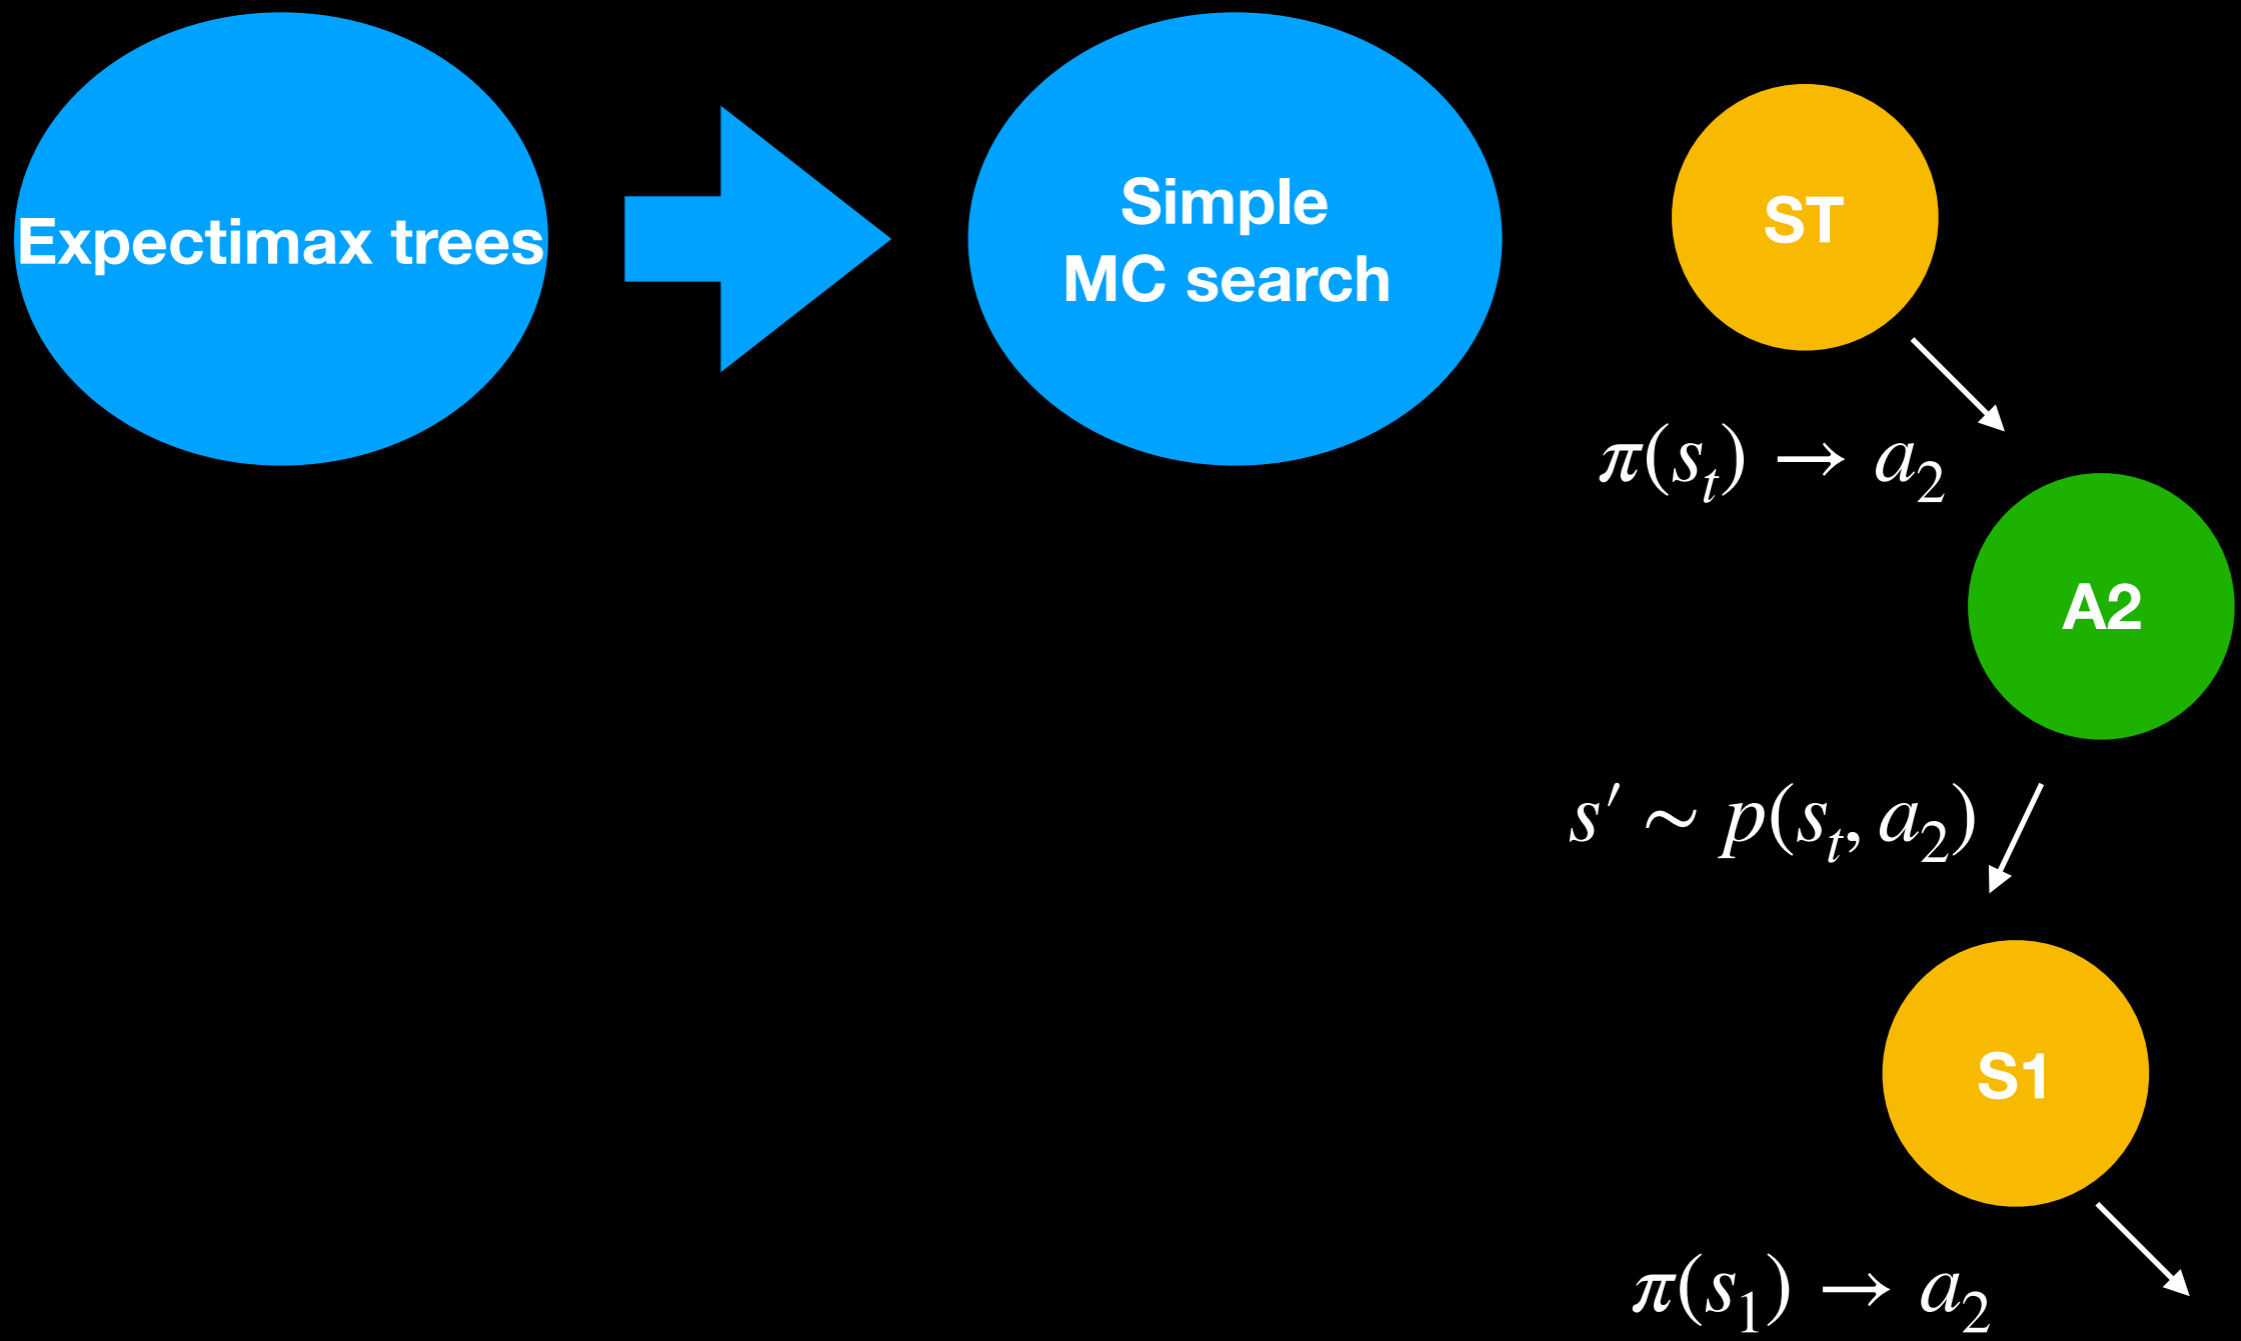 Expectimax trees
Simple
MC search
ST
π(s_t) → a_2
A2
s′ ∼ p(s_t, a_2)
S1
π(s_1) → a_2